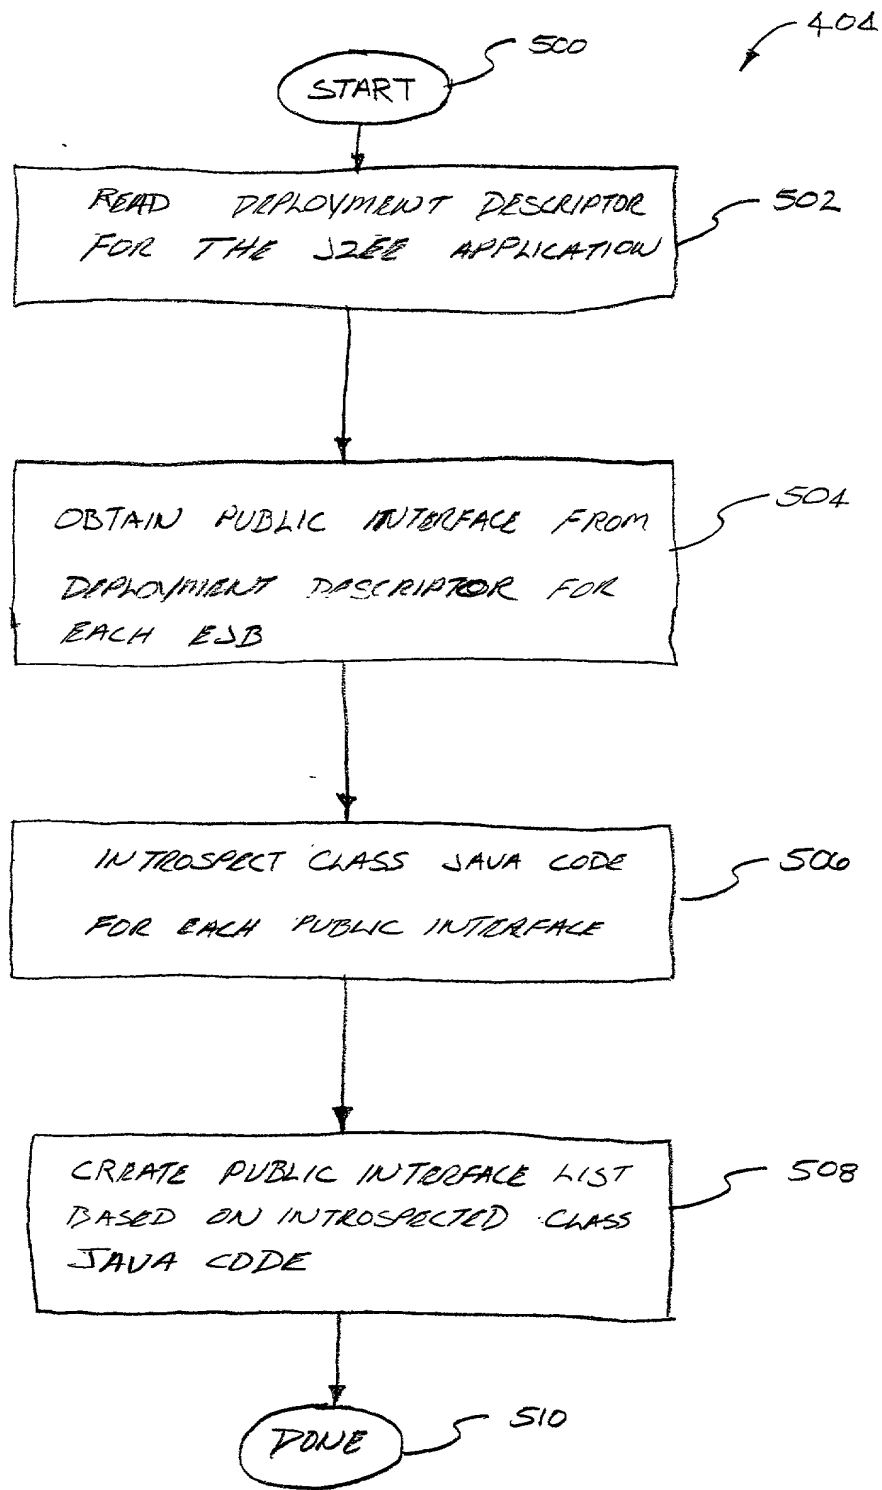 404
500
START
READ DEPLOYMENT DESCRIPTOR
502
FOR THE J2EE APPLICATION
504
OBTAIN PUBLIC INTERFACE FROM
DEPLOYMENT DESCRIPTOR FOR
EACH EJB
INTROSPECT CLASS JAVA CODE
506
FOR EACH PUBLIC INTERFACE
CREATE PUBLIC INTERFACE LIST
508
BASED ON INTROSPECTED CLASS
JAVA CODE
510
DONE